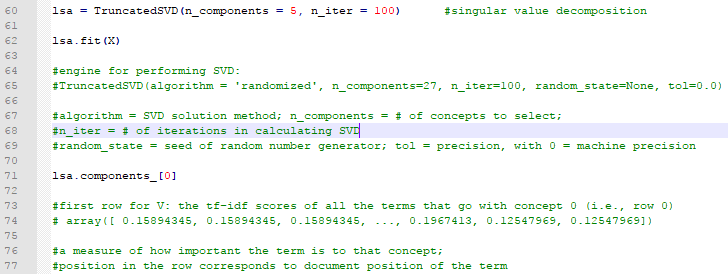 60 lsa = TruncatedSVD(n_components = 5, n_iter = 100) #singular value decomposition
61
62 lsa.fit(X)
63
64 #engine for performing SVD:
65 #TruncatedSVD(algorithm = 'randomized', n_components=27, n_iter=100, random_state=None, tol=0.0)
66
67 #algorithm = SVD solution method; n_components = # of concepts to select;
68 #n_iter = # of iterations in calculating SVD
69 #random_state = seed of random number generator; tol = precision, with 0 = machine precision
70
71 lsa.components_[0]
72
73 #first row for V: the tf-idf scores of all the terms that go with concept 0 (i.e., row 0)
74 # array([ 0.15894345, 0.15894345, 0.15894345, ..., 0.1967413, 0.12547969, 0.12547969])
75
76 #a measure of how important the term is to that concept;
77 #position in the row corresponds to document position of the term